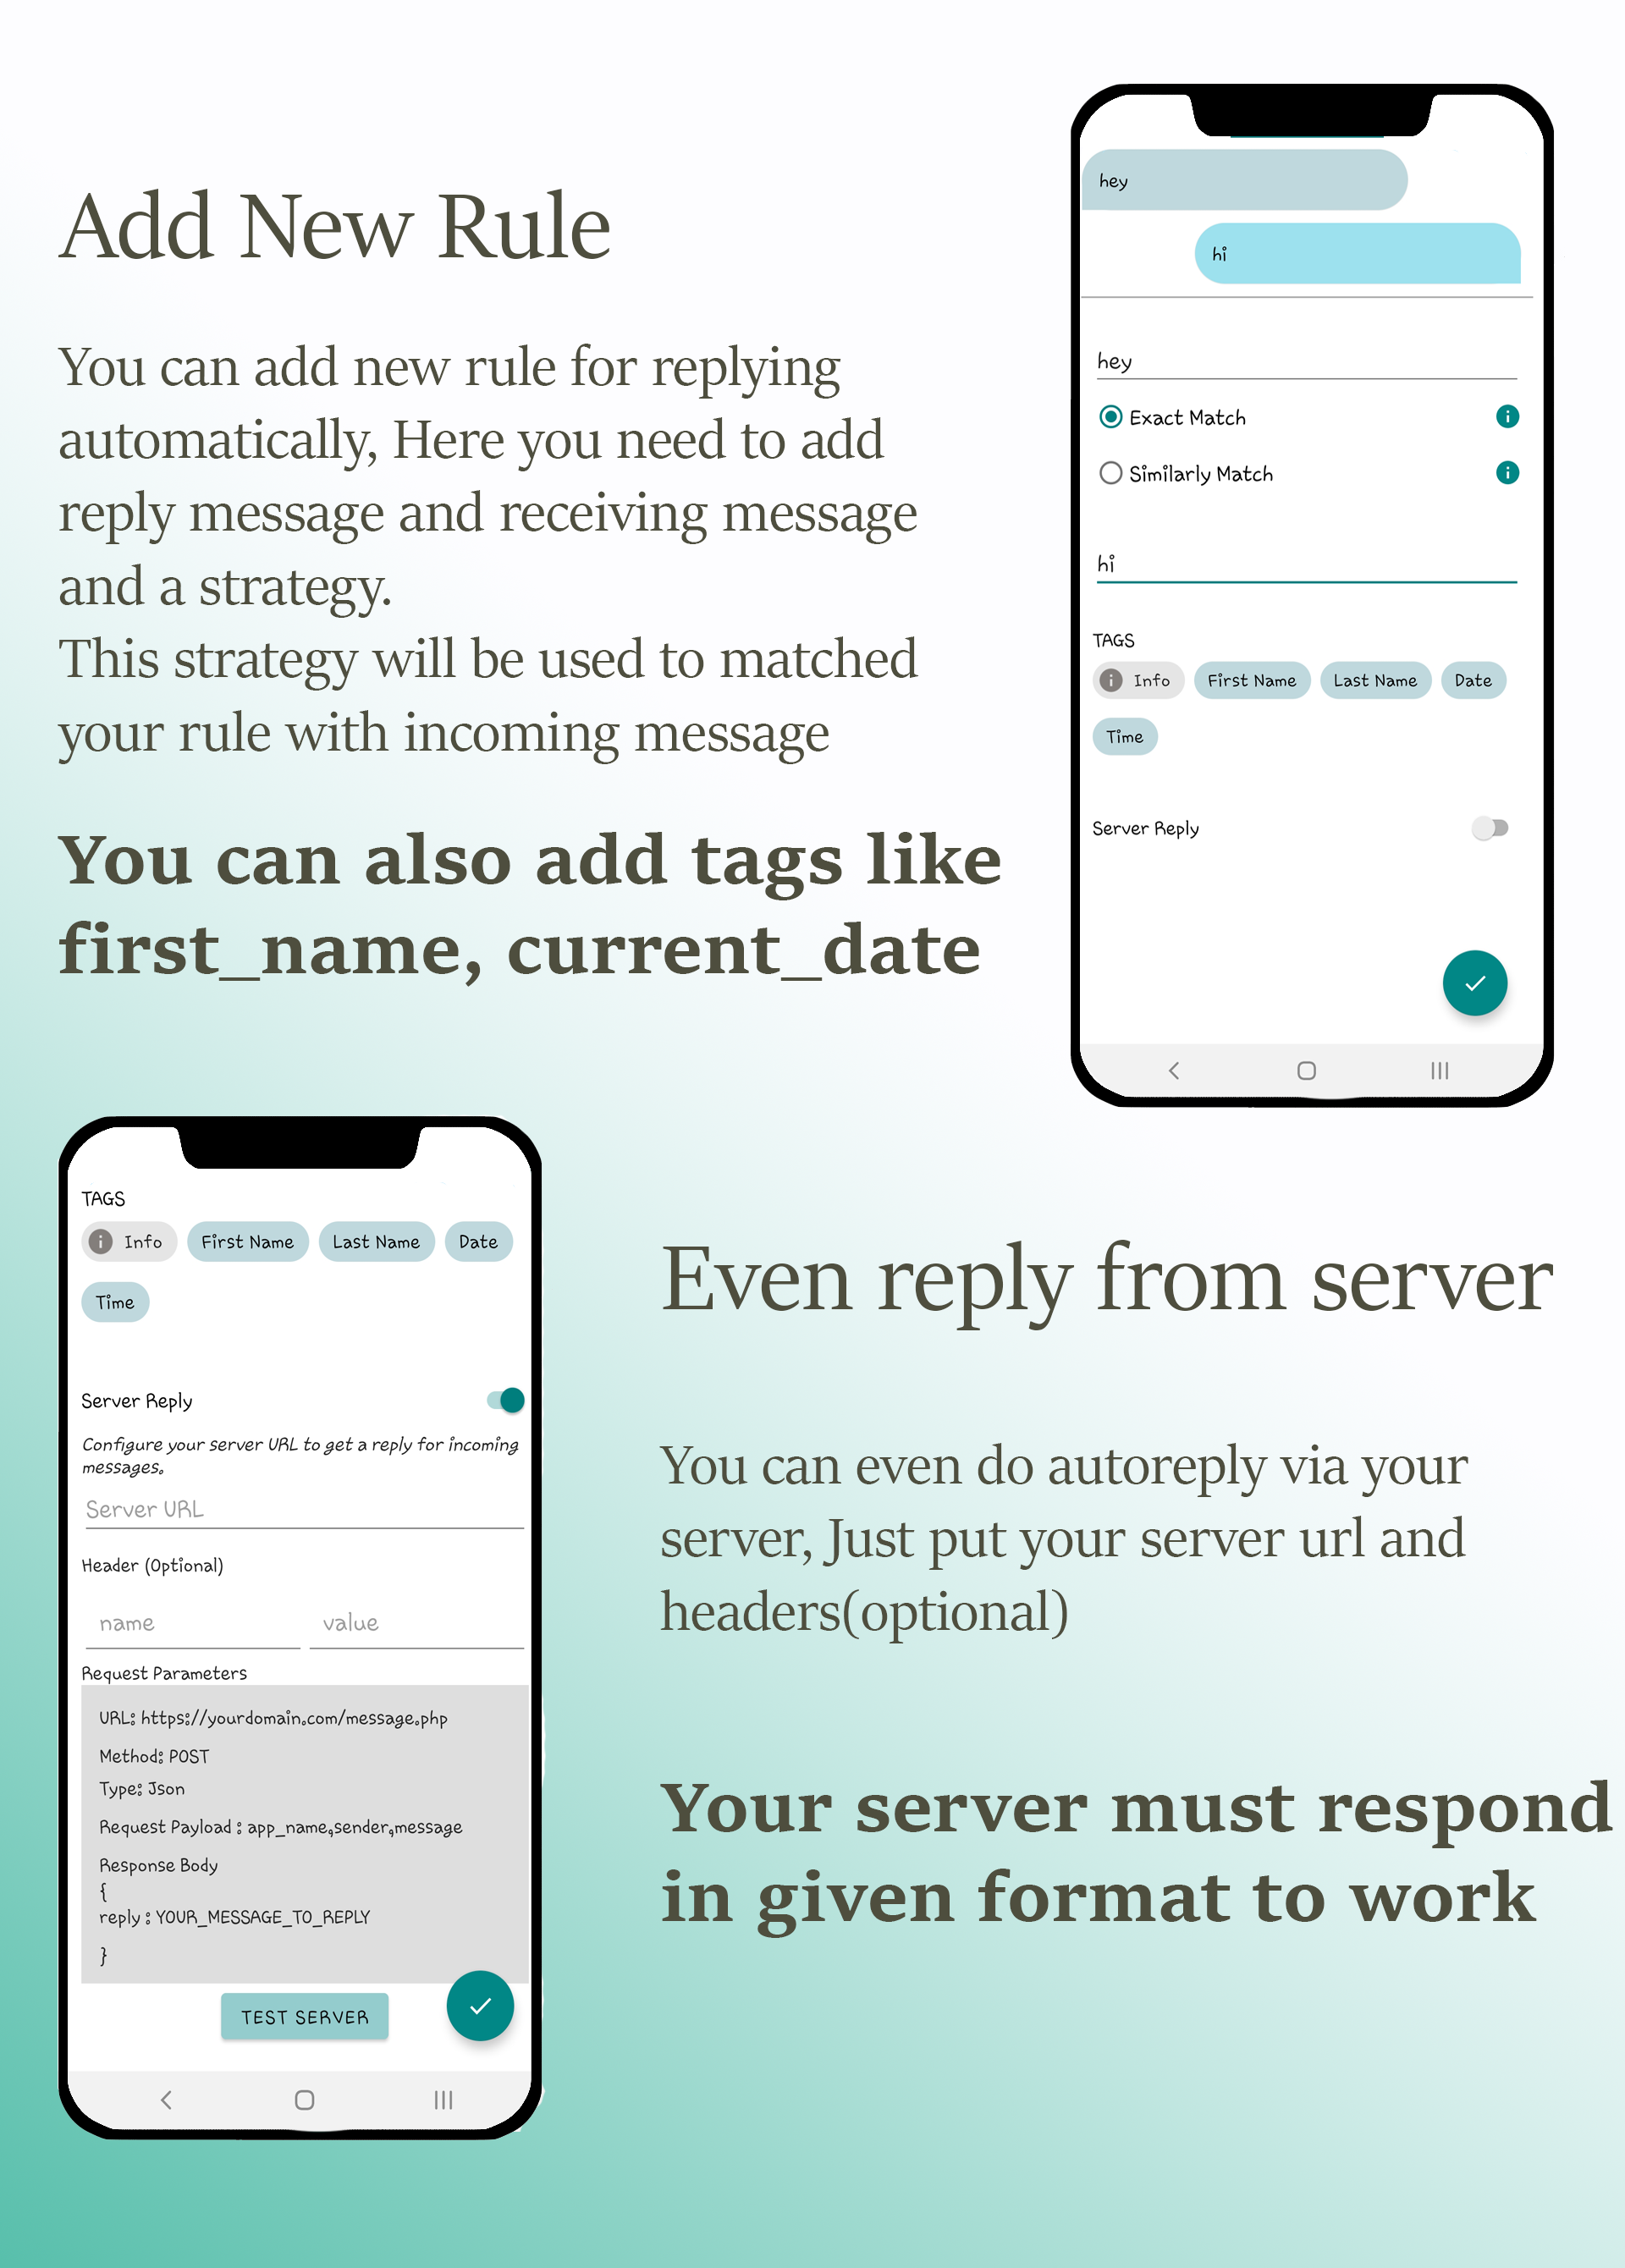 Add New Rule
You can add new rule for replying
automatically, Here you need to add
reply message and receiving message
and a strategy.
This strategy will be used to matched
your rule with incoming message
You can also add tags like
first_name, current_date
hey
hi
hey
Exact Match
Similarly Match
hi
TAGS
Info First Name Last Name Date
Time
Server Reply
TAGS
Info First Name Last Name Date
Time
Server Reply
Configure your server URL to get a reply for incoming
messages.
Server URL
Header (Optional)
name value
Request Parameters
URL: https://yourdomain.com/message.php
Method: POST
Type: Json
Request Payload : app_name,sender,message
Response Body
{
reply : YOUR_MESSAGE_TO_REPLY
}
TEST SERVER
Even reply from server
You can even do autoreply via your
server, Just put your server url and
headers(optional)
Your server must respond
in given format to work